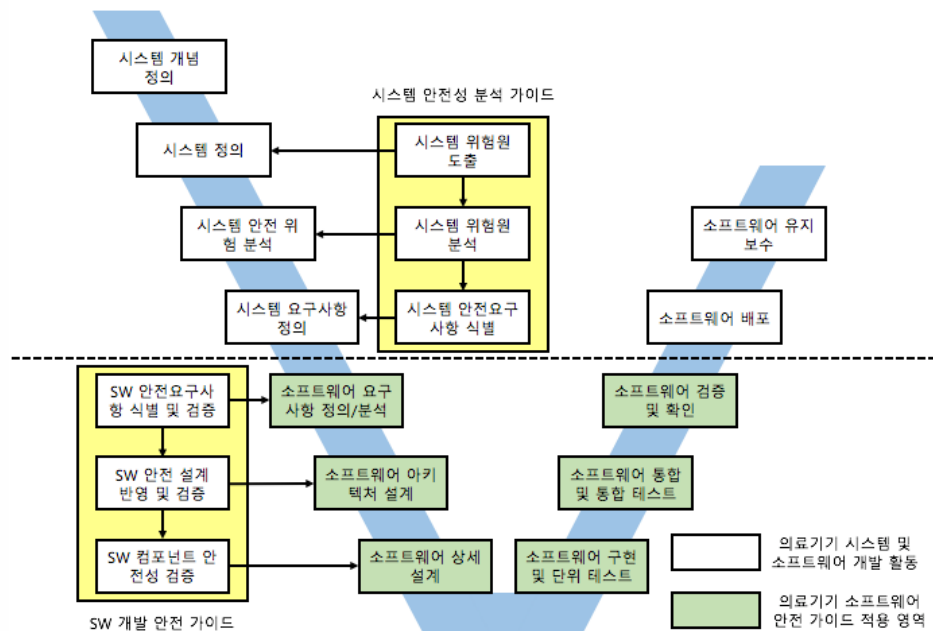 시스템 개념
정의
시스템 안전성 분석 가이드
시스템 정의
시스템 위험원
도출
시스템 안전 위
험 분석
시스템 위험원
분석
소프트웨어 유지
보수
시스템 요구사항
정의
시스템 안전요구
사항 식별
소프트웨어 배포
SW 안전요구사
항 식별 및 검증
소프트웨어 요구
사항 정의/분석
소프트웨어 검증
및 확인
SW 안전 설계
반영 및 검증
소프트웨어 아키
텍처 설계
소프트웨어 통합
및 통합 테스트
SW 컴포넌트 안
전성 검증
소프트웨어 상세
설계
소프트웨어 구현
및 단위 테스트
의료기기 시스템 및
소프트웨어 개발 활동
의료기기 소프트웨어
안전 가이드 적용 영역
SW 개발 안전 가이드